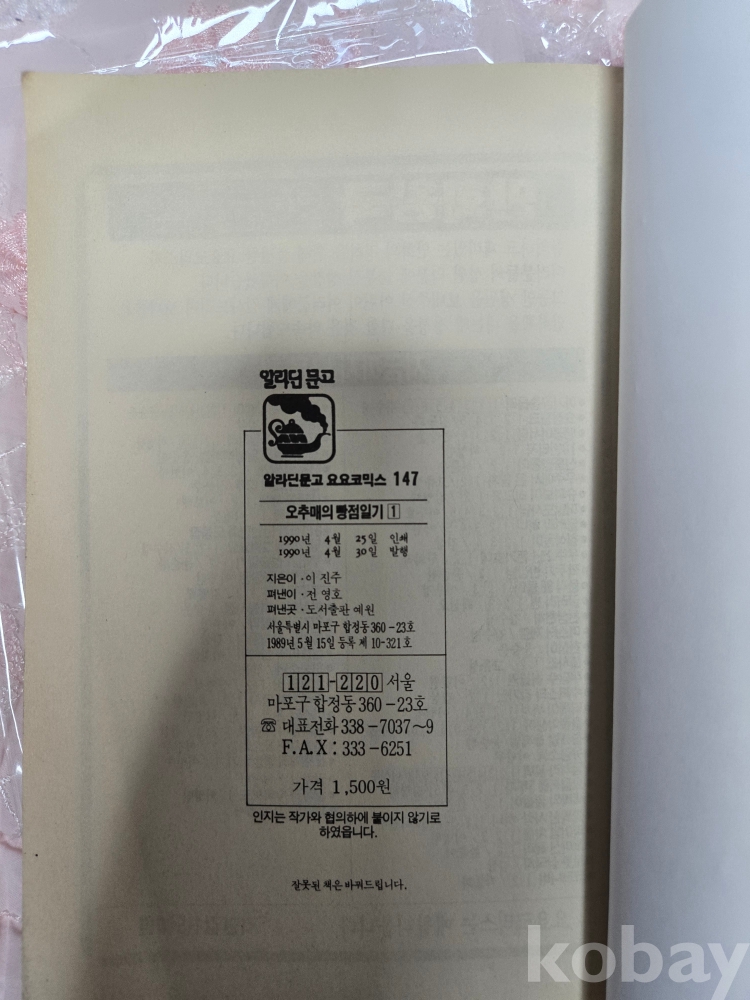 알라딘 문고
알라딘문고 요요코믹스 147
오추매의 빵점일기 1
1990년 4월 25일 인쇄
1990년 4월 30일 발행
지은이 · 이 진주
펴낸이 · 전 영호
펴낸곳 · 도서출판 예원
서울특별시 마포구 합정동 360-23호
1989년 5월 15일 등록 제 10-321호
121-220 서울
마포구 합정동 360-23호
☏ 대표전화 338-7037~9
F.A.X : 333-6251
가격 1,500원
인지는 작가와 협의하에 붙이지 않기로
하였읍니다.
잘못된 책은 바꿔드립니다.
kobay